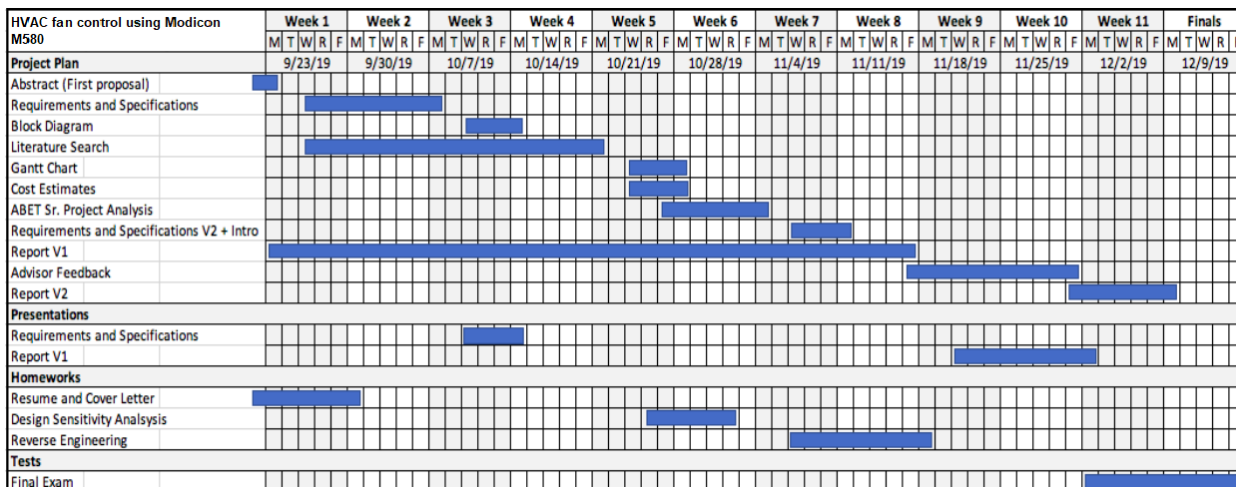 HVAC fan control using Modicon M580 Week 1 Week 2 Week 3 Week 4 Week 5 Week 6 Week 7 Week 8 Week 9 Week 10 Week 11 Finals
M T W R F M T W R F M T W R F M T W R F M T W R F M T W R F M T W R F M T W R F M T W R F M T W R F M T W R F M T W R
Project Plan 9/23/19 9/30/19 10/7/19 10/14/19 10/21/19 10/28/19 11/4/19 11/11/19 11/18/19 11/25/19 12/2/19 12/9/19
Abstract (First proposal)
Requirements and Specifications
Block Diagram
Literature Search
Gantt Chart
Cost Estimates
ABET Sr. Project Analysis
Requirements and Specifications V2 + Intro
Report V1
Advisor Feedback
Report V2
Presentations
Requirements and Specifications
Report V1
Homeworks
Resume and Cover Letter
Design Sensitivity Analsysis
Reverse Engineering
Tests
Final Exam